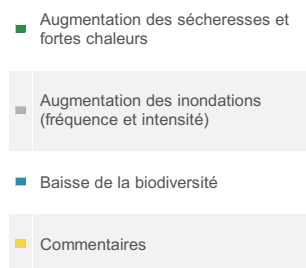 Augmentation des sécheresses et
fortes chaleurs
Augmentation des inondations
(fréquence et intensité)
Baisse de la biodiversité
Commentaires